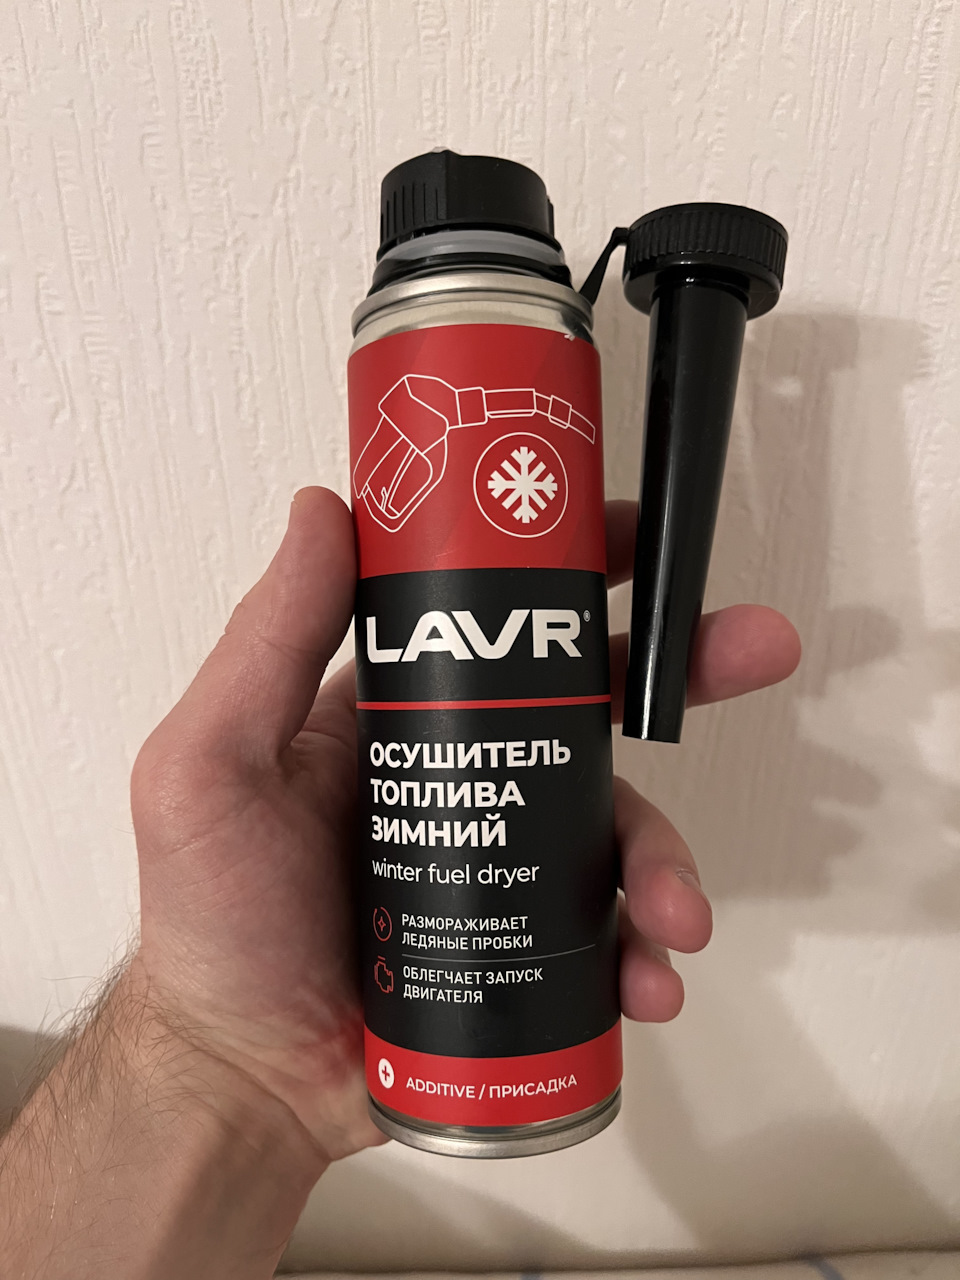 LAVR®
ОСУШИТЕЛЬ
ТОПЛИВА
ЗИМНИЙ
winter fuel dryer
РАЗМОРАЖИВАЕТ
ЛЕДЯНЫЕ ПРОБКИ
ОБЛЕГЧАЕТ ЗАПУСК
ДВИГАТЕЛЯ
ADDITIVE / ПРИСАДКА